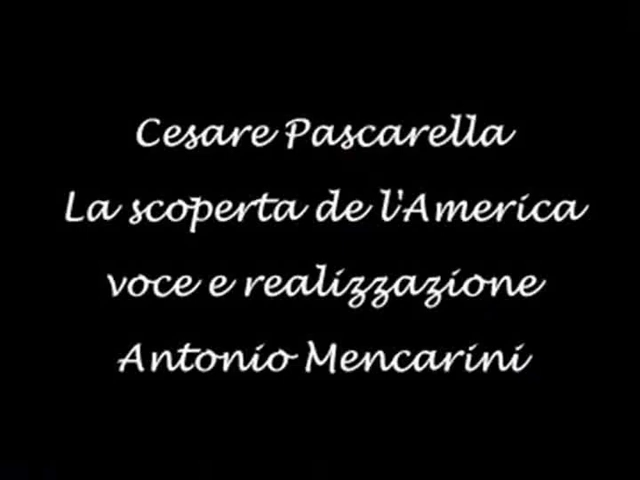 Cesare Pascarella
La scoperta de l'America
voce e realizzazione
Antonio Mencarini